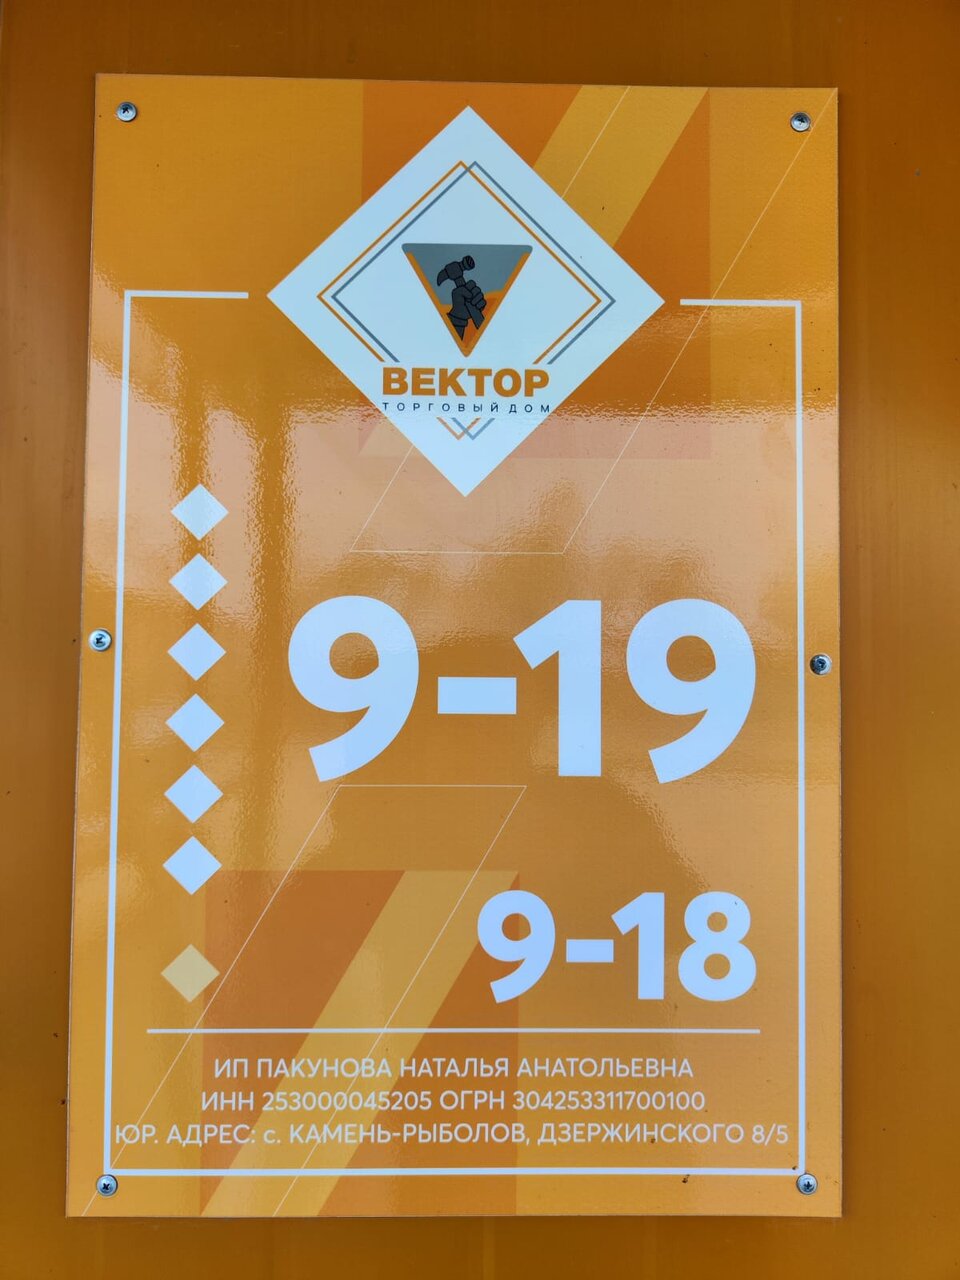 ВЕКТОР
ТОРГОВЫЙ ДОМ
9-19
9-18
ИП ПАКУНОВА НАТАЛЬЯ АНАТОЛЬЕВНА
ИНН 253000045205 ОГРН 304253311700100
ЮР. АДРЕС: с. КАМЕНЬ-РЫБОЛОВ, ДЗЕРЖИНСКОГО 8/5